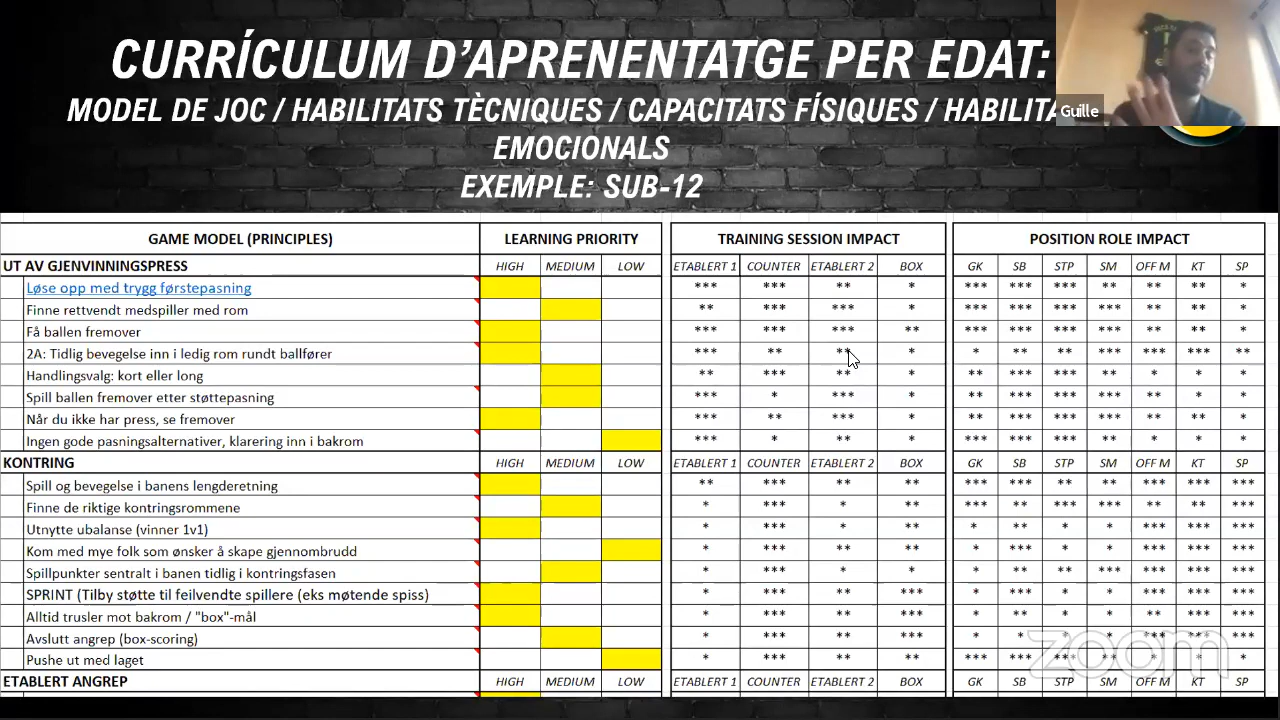 CURRÍCULUM D'APRENENTATGE PER EDAT:
MODEL DE JOC / HABILITATS TÈCNIQUES / CAPACITATS FÍSIQUES /
EMOCIONALS
EXEMPLE: SUB-12
Guille
GAME MODEL (PRINCIPLES) LEARNING PRIORITY TRAINING SESSION IMPACT POSITION ROLE IMPACT
UT AV GJENVINNINGSPRESS HIGH MEDIUM LOW ETABLERT 1 COUNTER ETABLERT 2 BOX GK SB STP SM OFF M KT SP
Løse opp med trygg førstepasning *** *** ** * *** *** *** ** ** ** *
Finne rettvendt medspiller med rom ** *** *** * ** *** *** *** ** ** *
Få ballen fremover *** *** *** ** *** *** *** *** ** ** *
2A: Tidlig bevegelse inn i ledig rom rundt ballfører *** ** ** * * ** ** *** *** *** **
Handlingsvalg: kort eller long ** *** ** * ** *** *** ** * * *
Spill ballen fremover etter støttepasning *** * *** * ** *** *** *** ** * *
Når du ikke har press, se fremover *** ** *** * ** *** *** *** ** ** *
Ingen gode pasningsalternativer, klarering inn i bakrom *** * ** * *** *** *** ** * * *
KONTRING HIGH MEDIUM LOW ETABLERT 1 COUNTER ETABLERT 2 BOX GK SB STP SM OFF M KT SP
Spill og bevegelse i banens lengderetning ** *** ** ** *** ** ** ** *** *** ***
Finne de riktige kontringsrommene * *** * ** *** ** *** *** ** *** ***
Utnytte ubalanse (vinner 1v1) * *** * ** * ** * * *** *** ***
Kom med mye folk som ønsker å skape gjennombrudd * *** ** ** * ** * * *** *** ***
Spillpunkter sentralt i banen tidlig i kontringsfasen * *** ** * * ** ** *** *** ** ***
SPRINT (Tilby støtte til feilvendte spillere (eks møtende spiss) * *** ** *** * ** * ** *** *** ***
Alltid trusler mot bakrom / "box"-mål * *** ** *** * ** * * ** *** ***
Avslutt angrep (box-scoring) * *** ** *** * * * ** *** *** ***
Pushe ut med laget * *** ** ** *** *** *** ** * * *
ETABLERT ANGREP HIGH MEDIUM LOW ETABLERT 1 COUNTER ETABLERT 2 BOX GK SB STP SM OFF M KT SP
zoom